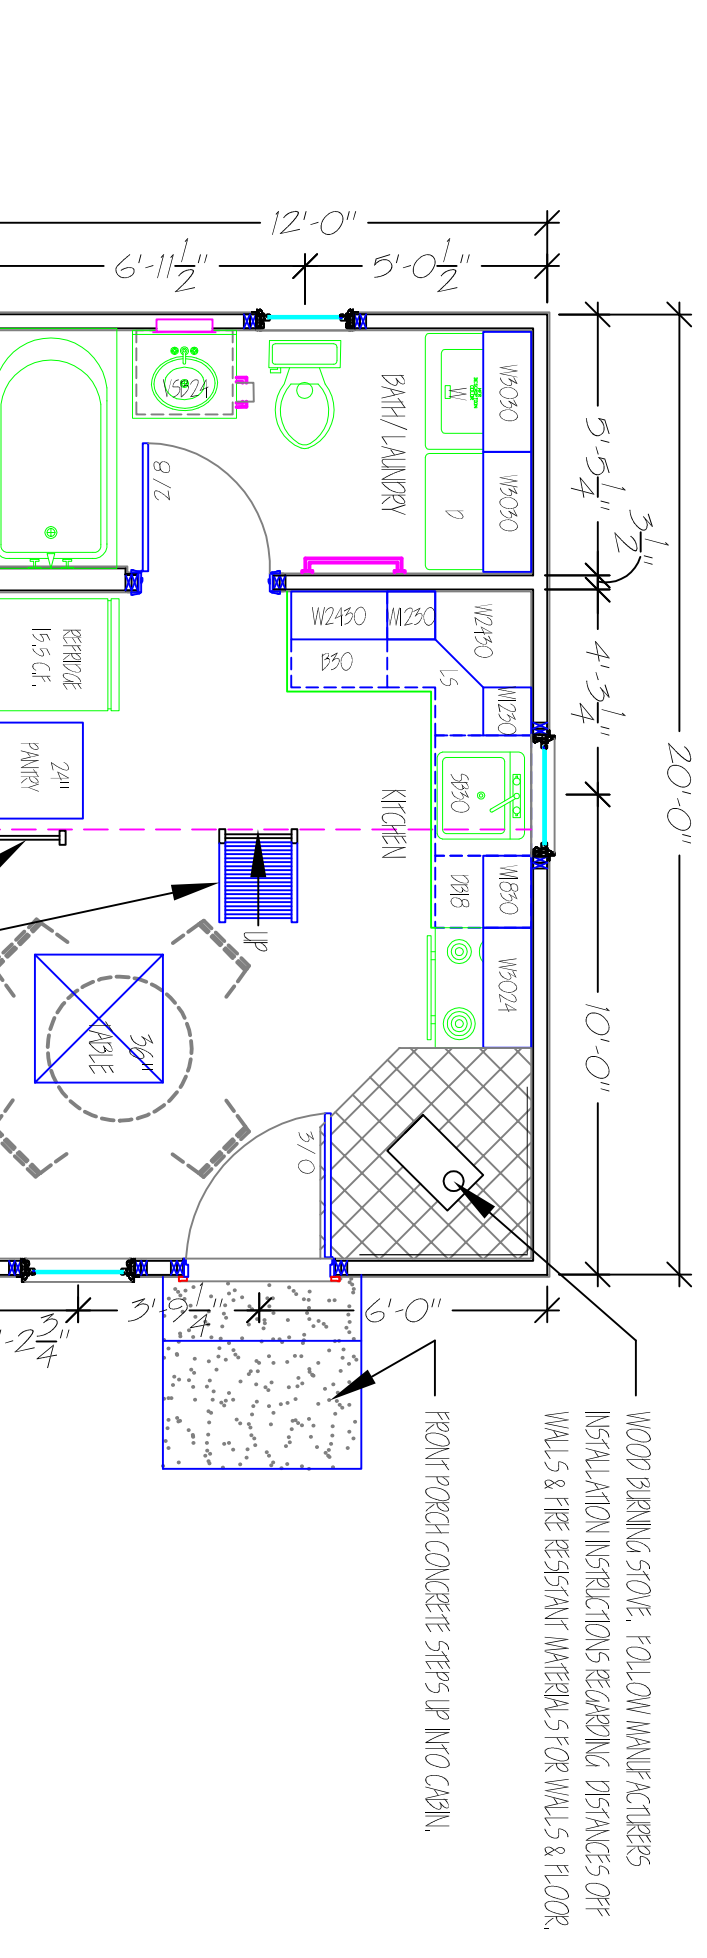 20'-0"
5'-5 1/4"
3 1/2"
4'-3 1/4"
10'-0"
12'-0"
6'-11 1/2"
5'-0 1/2"
W3030
W3030
W
D
BATH/LAUNDRY
VSB24
2/8
W2430
W1230
W2430
B30
LS
W1230
SB30
KITCHEN
W1830
DB18
W3024
REFRIDGE
15.5 C.F.
24"
PANTRY
UP
36"
TABLE
3/0
6'-0"
3'-9 1/4"
-2 3/4"
WOOD BURNING STOVE. FOLLOW MANUFACTURERS
INSTALLATION INSTRUCTIONS REGARDING DISTANCES OFF
WALLS & FIRE RESISTANT MATERIALS FOR WALLS & FLOOR.
FRONT PORCH CONCRETE STEPS UP INTO CABIN.